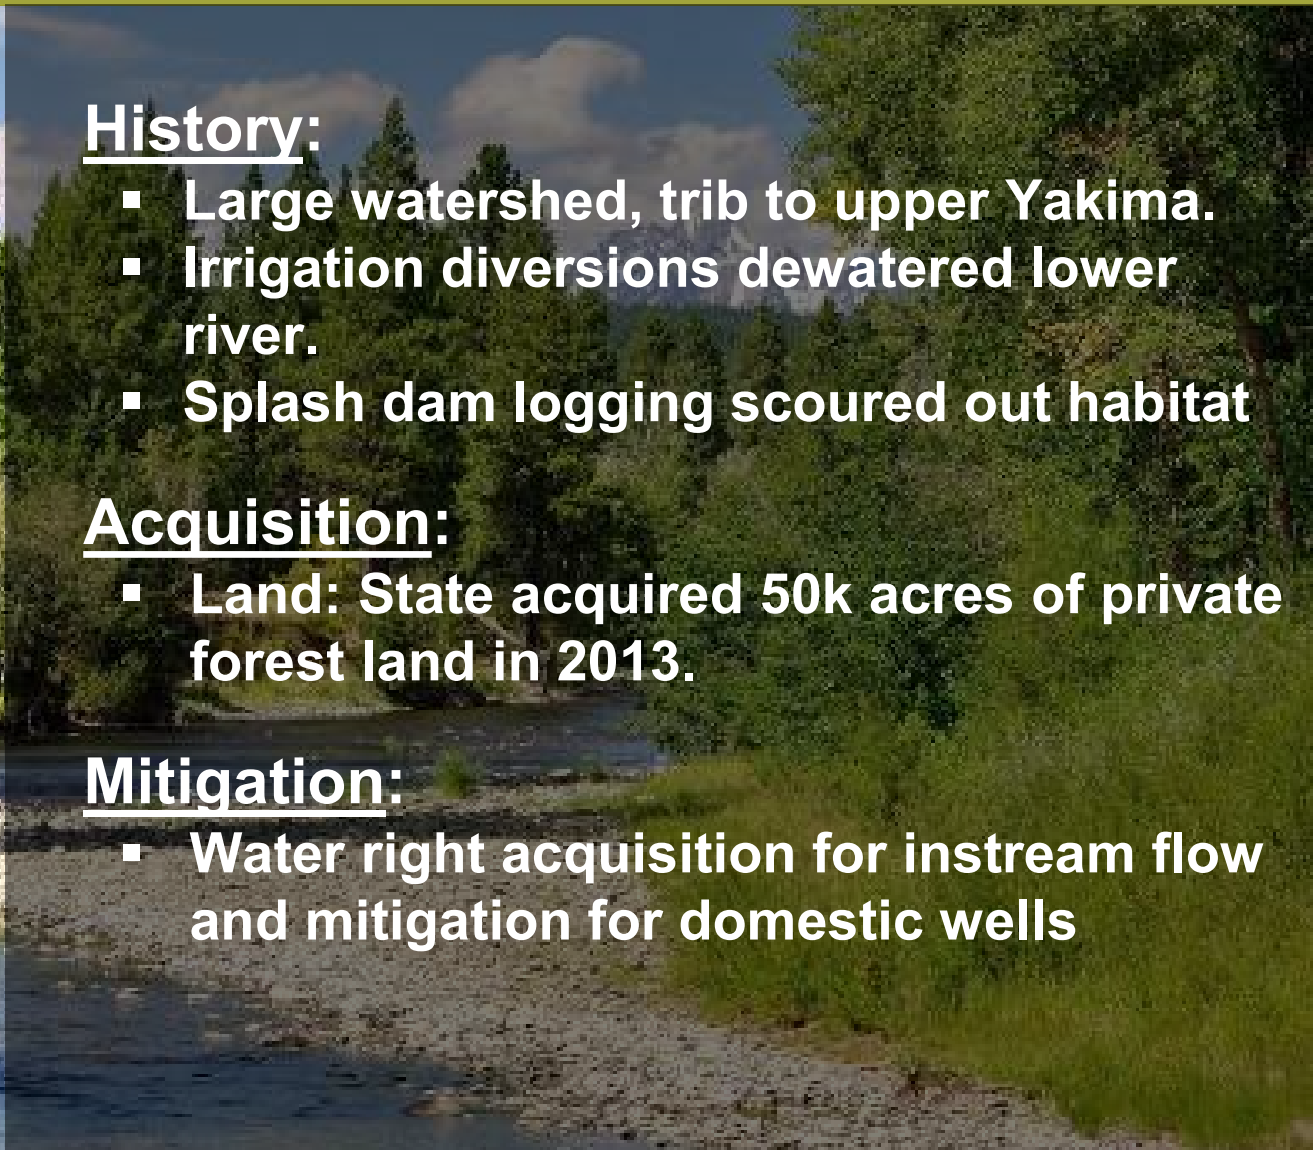 History:
▪ Large watershed, trib to upper Yakima.
▪ Irrigation diversions dewatered lower
river.
▪ Splash dam logging scoured out habitat
Acquisition:
▪ Land: State acquired 50k acres of private
forest land in 2013.
Mitigation:
▪ Water right acquisition for instream flow
and mitigation for domestic wells